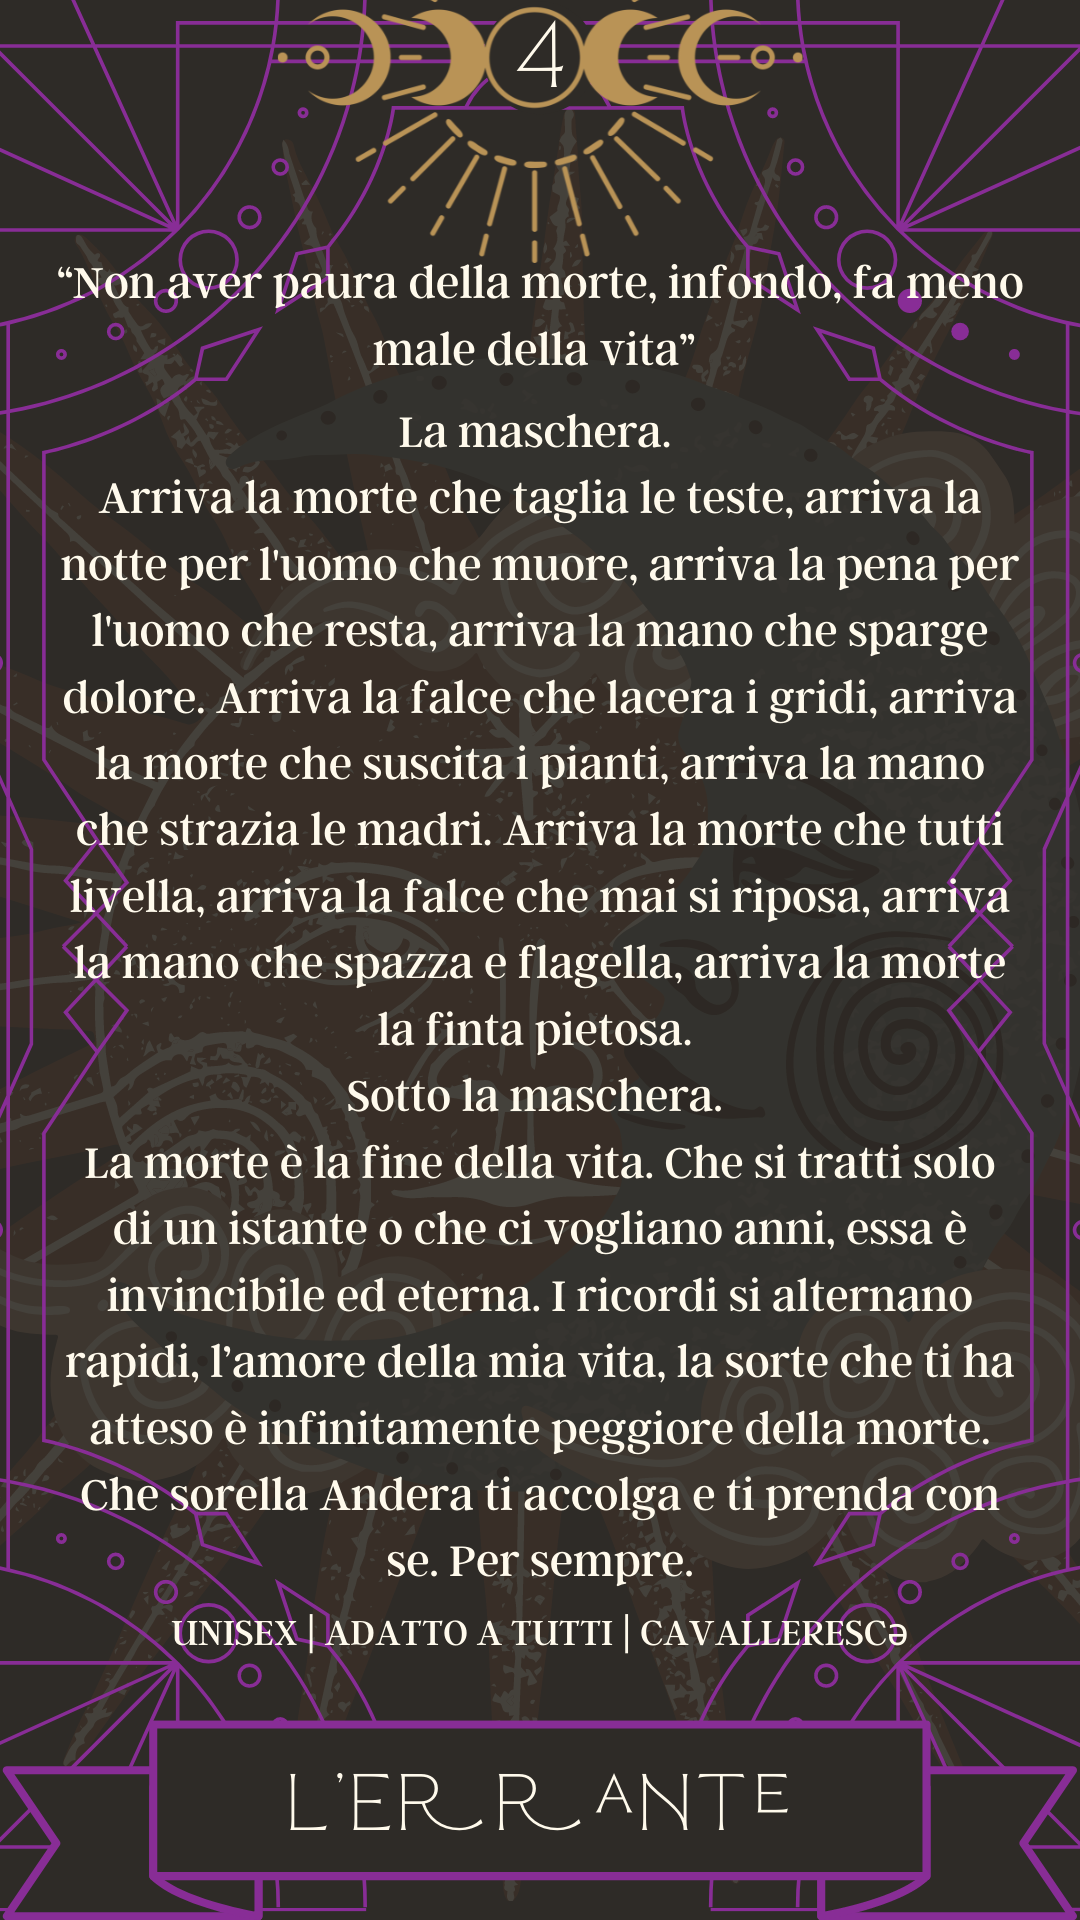 4
“Non aver paura della morte, infondo, fa meno
male della vita”
La maschera.
Arriva la morte che taglia le teste, arriva la
notte per l'uomo che muore, arriva la pena per
l'uomo che resta, arriva la mano che sparge
dolore. Arriva la falce che lacera i gridi, arriva
la morte che suscita i pianti, arriva la mano
che strazia le madri. Arriva la morte che tutti
livella, arriva la falce che mai si riposa, arriva
la mano che spazza e flagella, arriva la morte
la finta pietosa.
Sotto la maschera.
La morte è la fine della vita. Che si tratti solo
di un istante o che ci vogliano anni, essa è
invincibile ed eterna. I ricordi si alternano
rapidi, l’amore della mia vita, la sorte che ti ha
atteso è infinitamente peggiore della morte.
Che sorella Andera ti accolga e ti prenda con
se. Per sempre.
UNISEX | ADATTO A TUTTI | CAVALLERESCə
L’ERRANTE